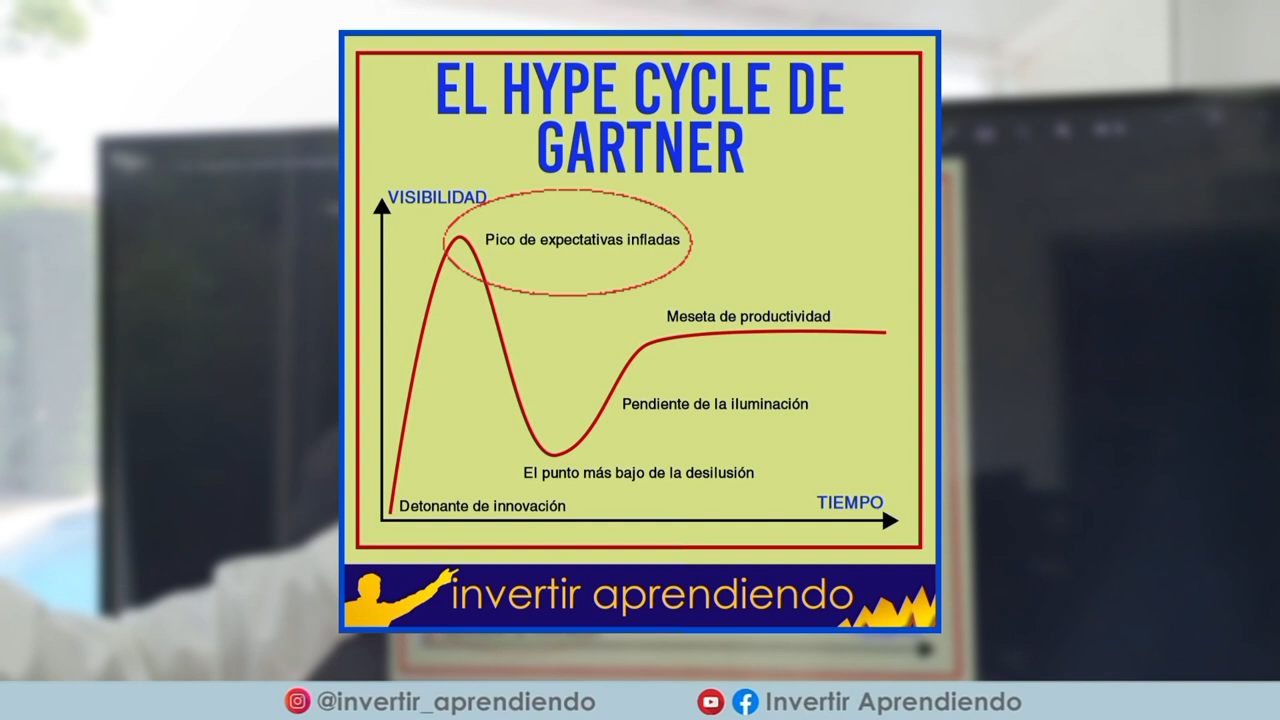 EL HYPE CYCLE DE
GARTNER
VISIBILIDAD
Pico de expectativas infladas
Meseta de productividad
Pendiente de la iluminación
El punto más bajo de la desilusión
Detonante de innovación
TIEMPO
invertir aprendiendo
@invertir_aprendiendo
Invertir Aprendiendo